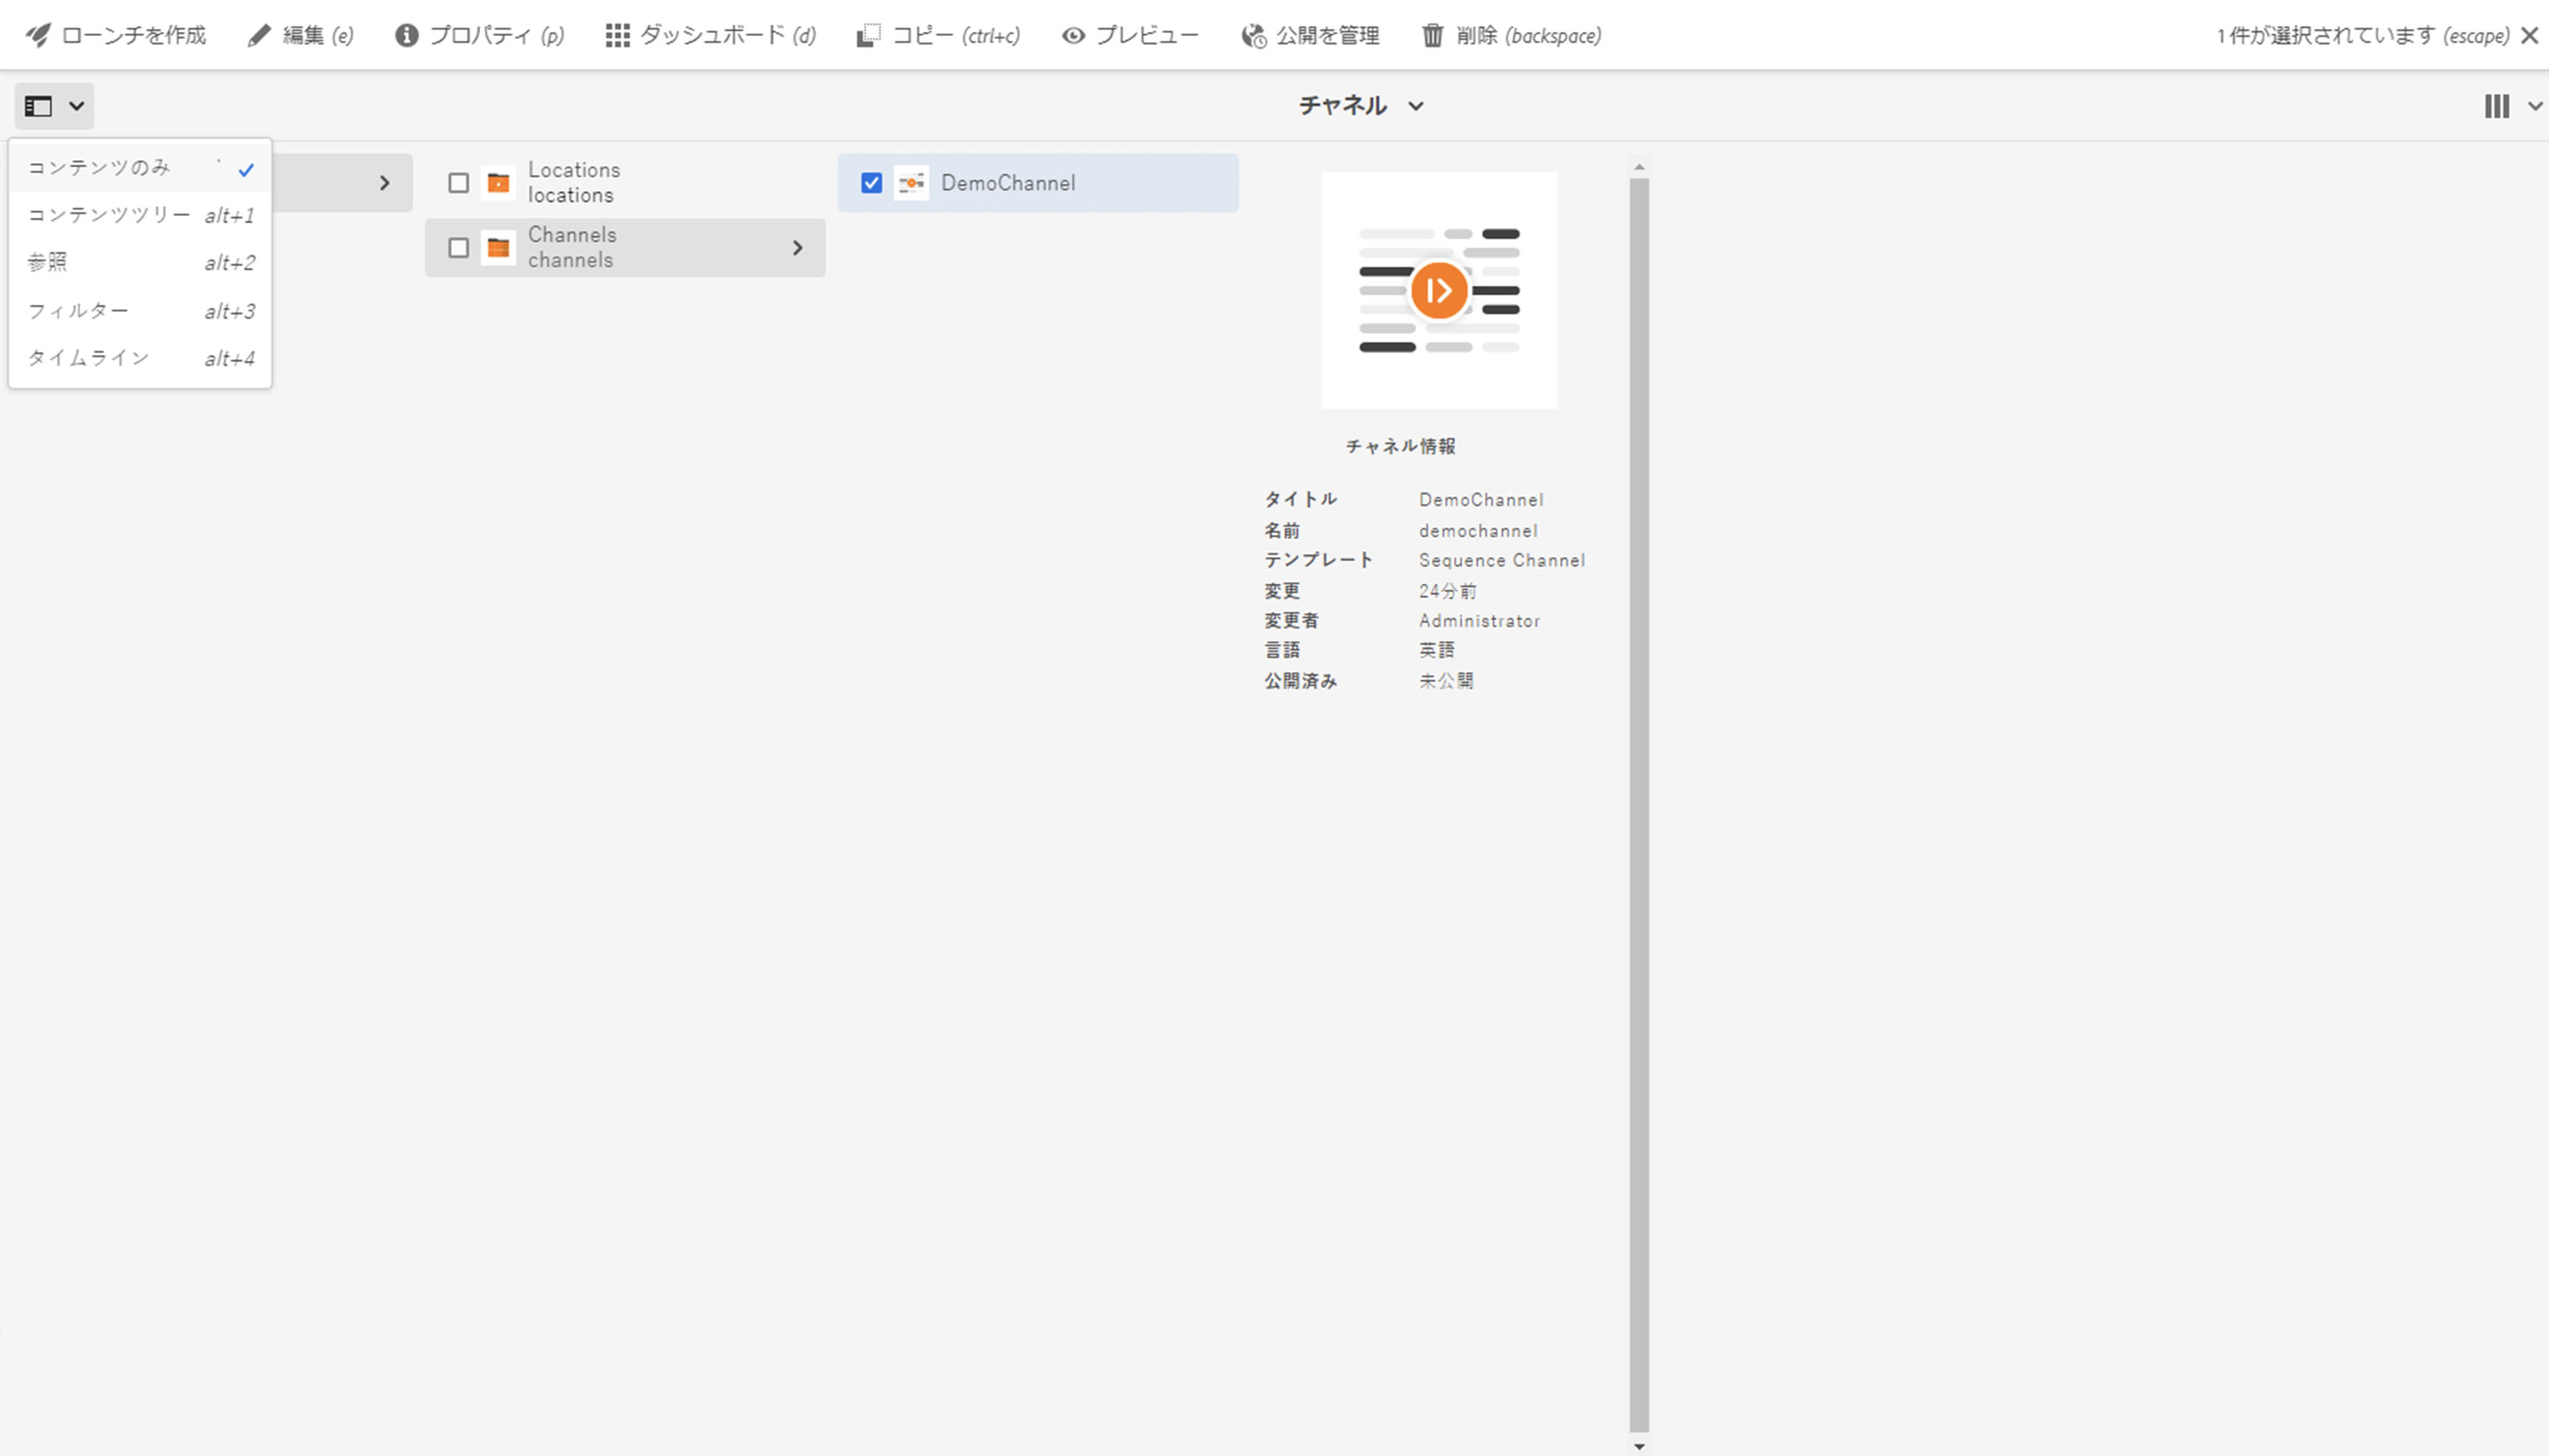 ローンチを作成 編集 (e) プロパティ (p) ダッシュボード (d) コピー (ctrl+c) プレビュー 公開を管理 削除 (backspace) 1 件が選択されています (escape)
チャネル
コンテンツのみ
コンテンツツリー alt+1
参照 alt+2
フィルター alt+3
タイムライン alt+4
Locations
locations
Channels
channels
DemoChannel
チャネル情報
タイトル DemoChannel
名前 demochannel
テンプレート Sequence Channel
変更 24分前
変更者 Administrator
言語 英語
公開済み 未公開